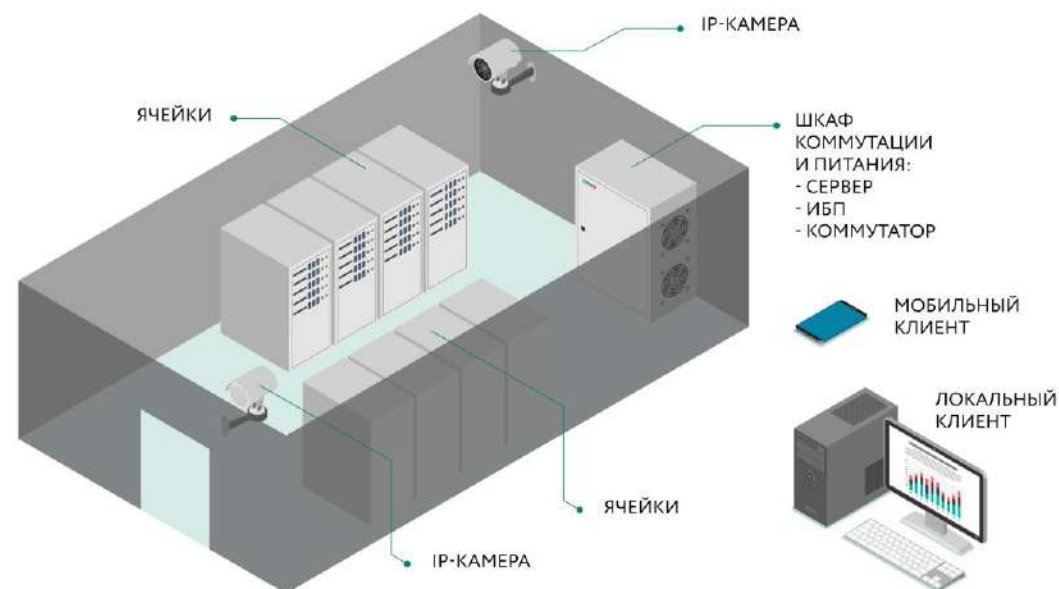 IP-КАМЕРА
ЯЧЕЙКИ
ШКАФ
КОММУТАЦИИ
И ПИТАНИЯ:
- СЕРВЕР
- ИБП
- КОММУТАТОР
МОБИЛЬНЫЙ
КЛИЕНТ
ЛОКАЛЬНЫЙ
КЛИЕНТ
ЯЧЕЙКИ
IP-КАМЕРА